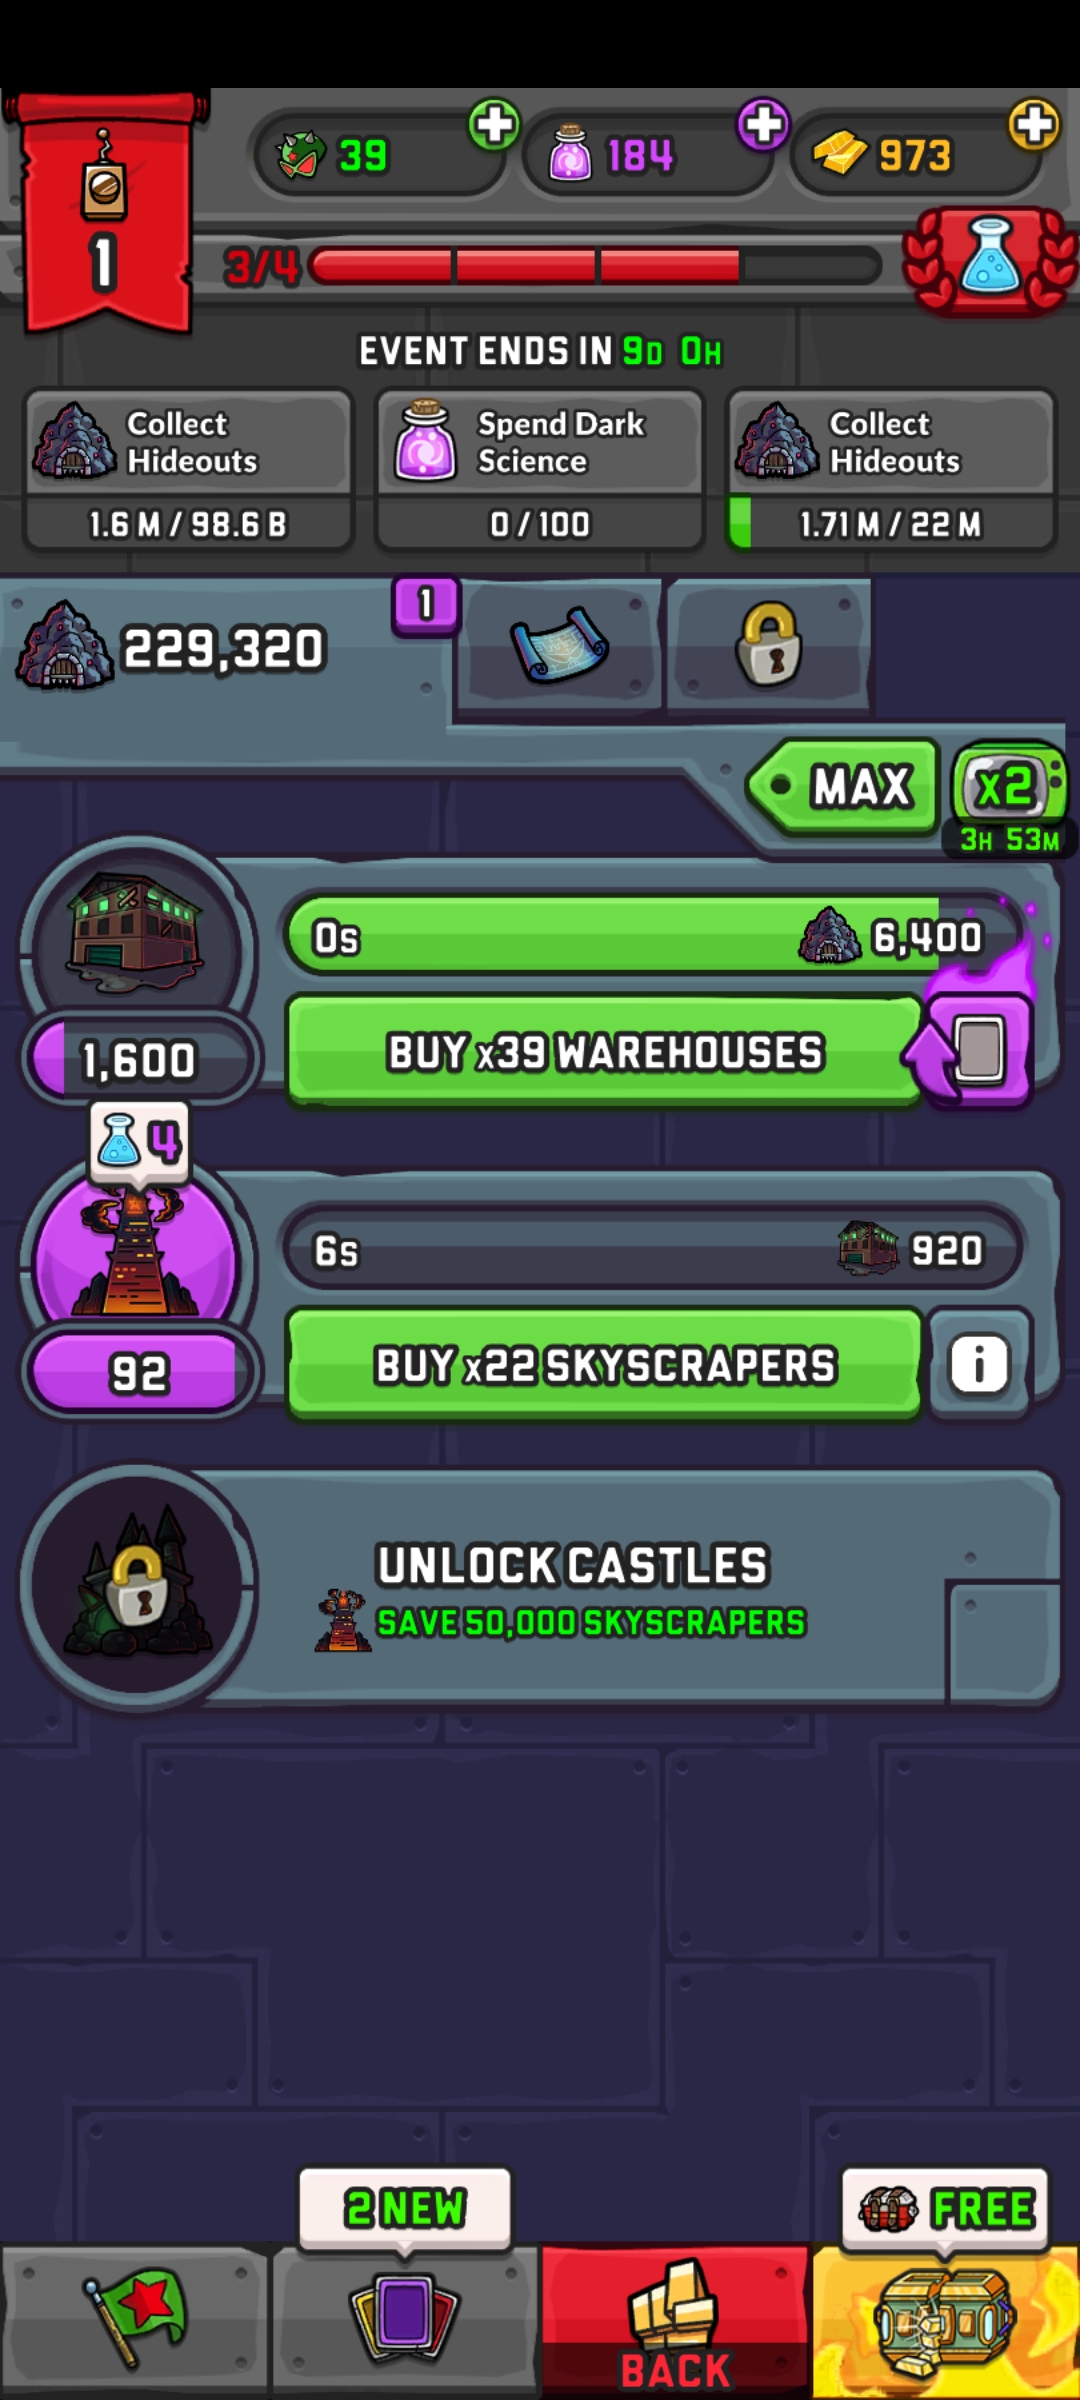 39
184
973
1
3/4
EVENT ENDS IN 9D 0H
Collect
Hideouts
1.6 M / 98.6 B
Spend Dark
Science
0 / 100
Collect
Hideouts
1.71 M / 22 M
229,320
1
MAX
x2
3H 53M
0s
6,400
1,600
BUY x39 WAREHOUSES
4
6s
920
92
BUY x22 SKYSCRAPERS
i
UNLOCK CASTLES
SAVE 50,000 SKYSCRAPERS
2 NEW
FREE
BACK